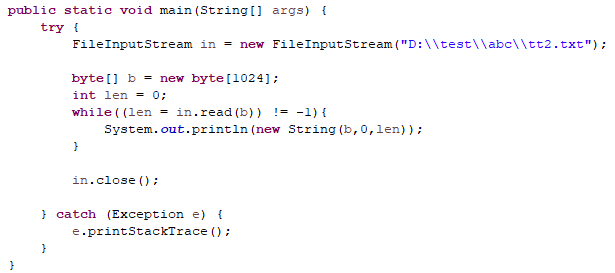 public static void main(String[] args) {
try {
FileInputStream in = new FileInputStream("D:\\test\\abc\\tt2.txt");
byte[] b = new byte[1024];
int len = 0;
while((len = in.read(b)) != -1){
System.out.println(new String(b,0,len));
}
in.close();
} catch (Exception e) {
e.printStackTrace();
}
}